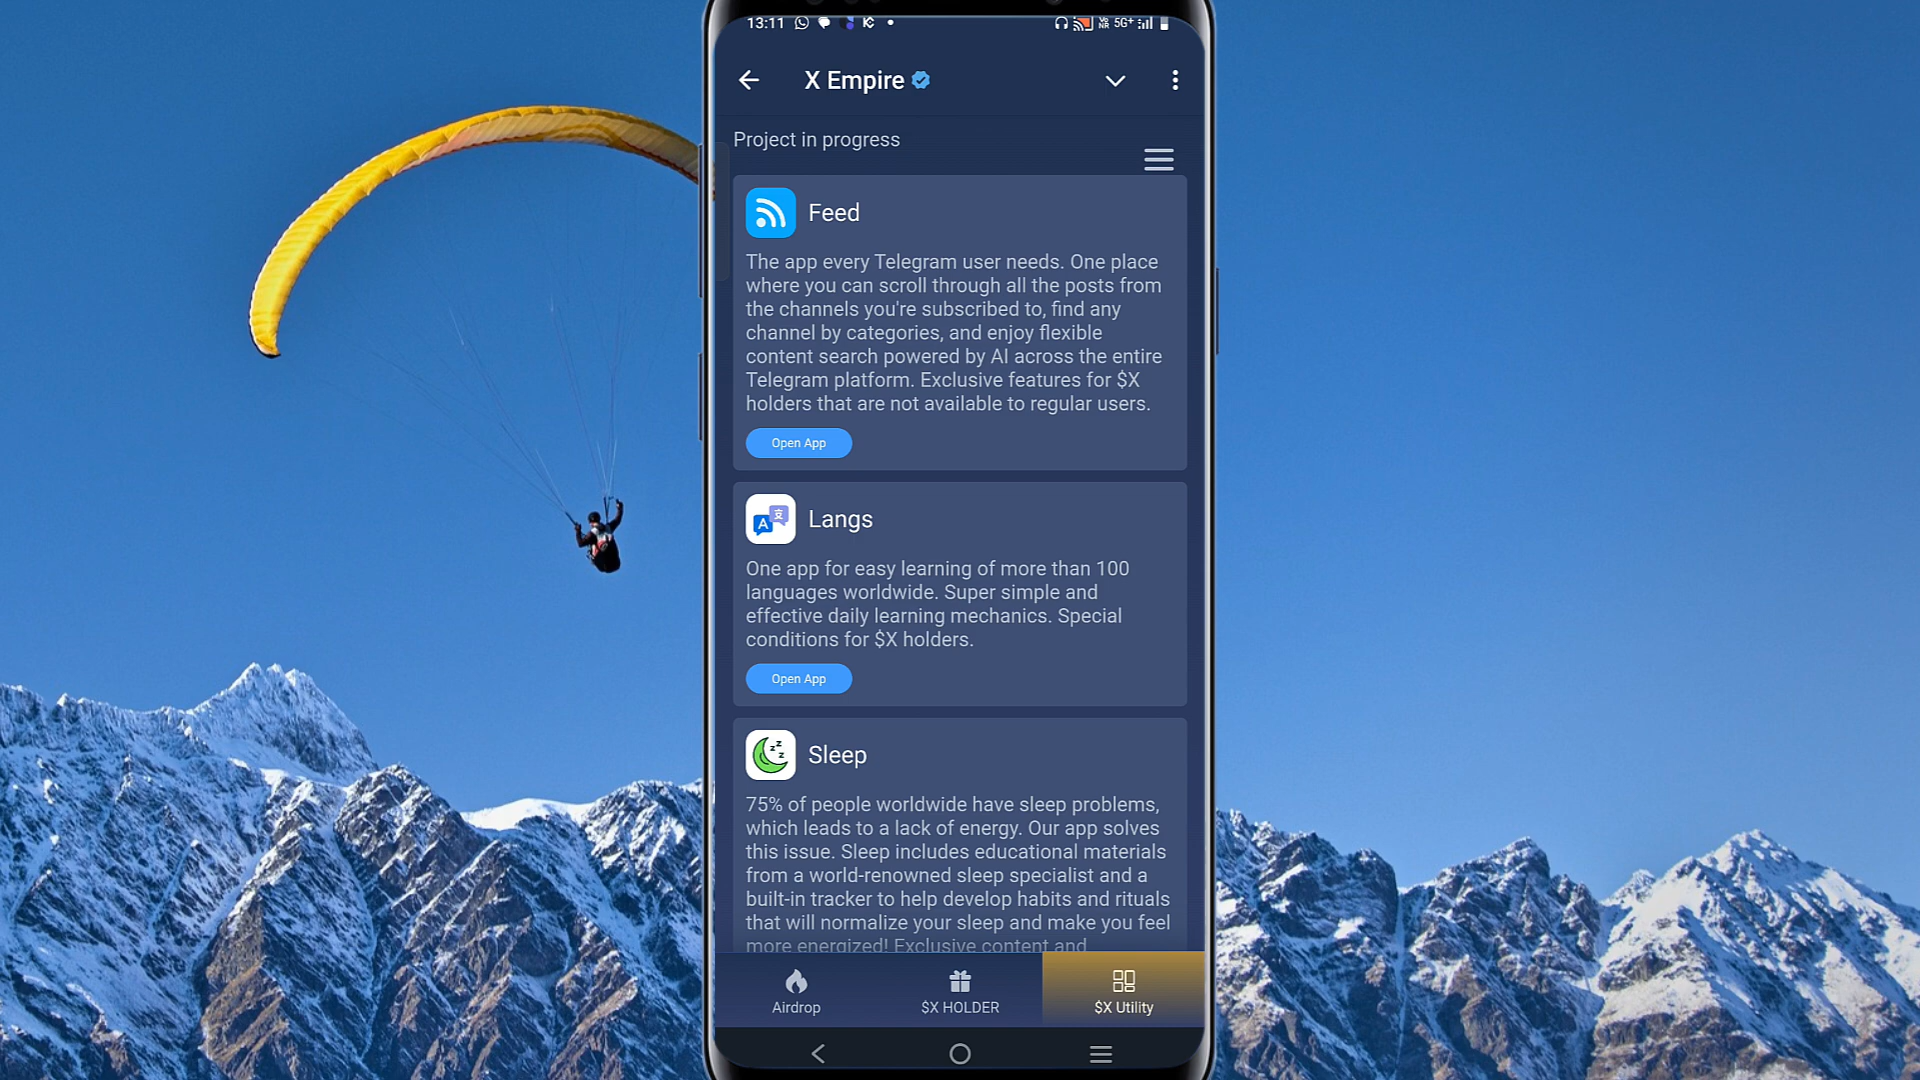 13:11
5G+
X Empire
Project in progress
Feed
The app every Telegram user needs. One place
where you can scroll through all the posts from
the channels you're subscribed to, find any
channel by categories, and enjoy flexible
content search powered by AI across the entire
Telegram platform. Exclusive features for $X
holders that are not available to regular users.
Open App
A 文
Langs
One app for easy learning of more than 100
languages worldwide. Super simple and
effective daily learning mechanics. Special
conditions for $X holders.
Open App
z z z
Sleep
75% of people worldwide have sleep problems,
which leads to a lack of energy. Our app solves
this issue. Sleep includes educational materials
from a world-renowned sleep specialist and a
built-in tracker to help develop habits and rituals
that will normalize your sleep and make you feel
more energized! Exclusive content and
Airdrop
$X HOLDER
$X Utility